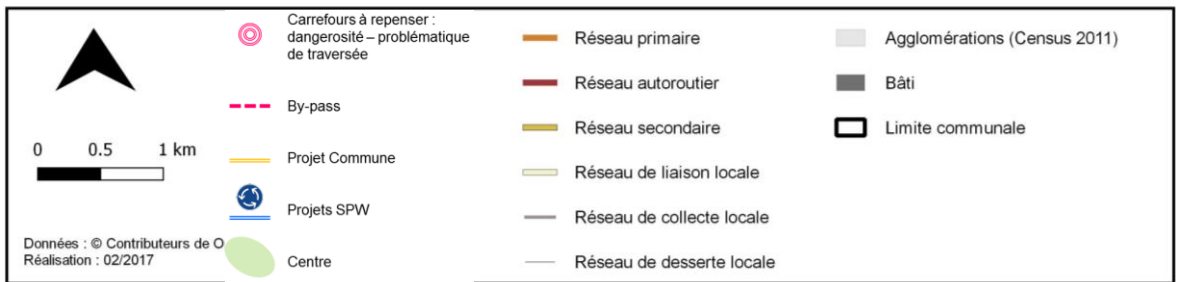 0 0.5 1 km
Données : © Contributeurs de O
Réalisation : 02/2017
Carrefours à repenser :
dangerosité – problématique
de traversée
By-pass
Projet Commune
Projets SPW
Centre
Réseau primaire
Réseau autoroutier
Réseau secondaire
Réseau de liaison locale
Réseau de collecte locale
Réseau de desserte locale
Agglomérations (Census 2011)
Bâti
Limite communale